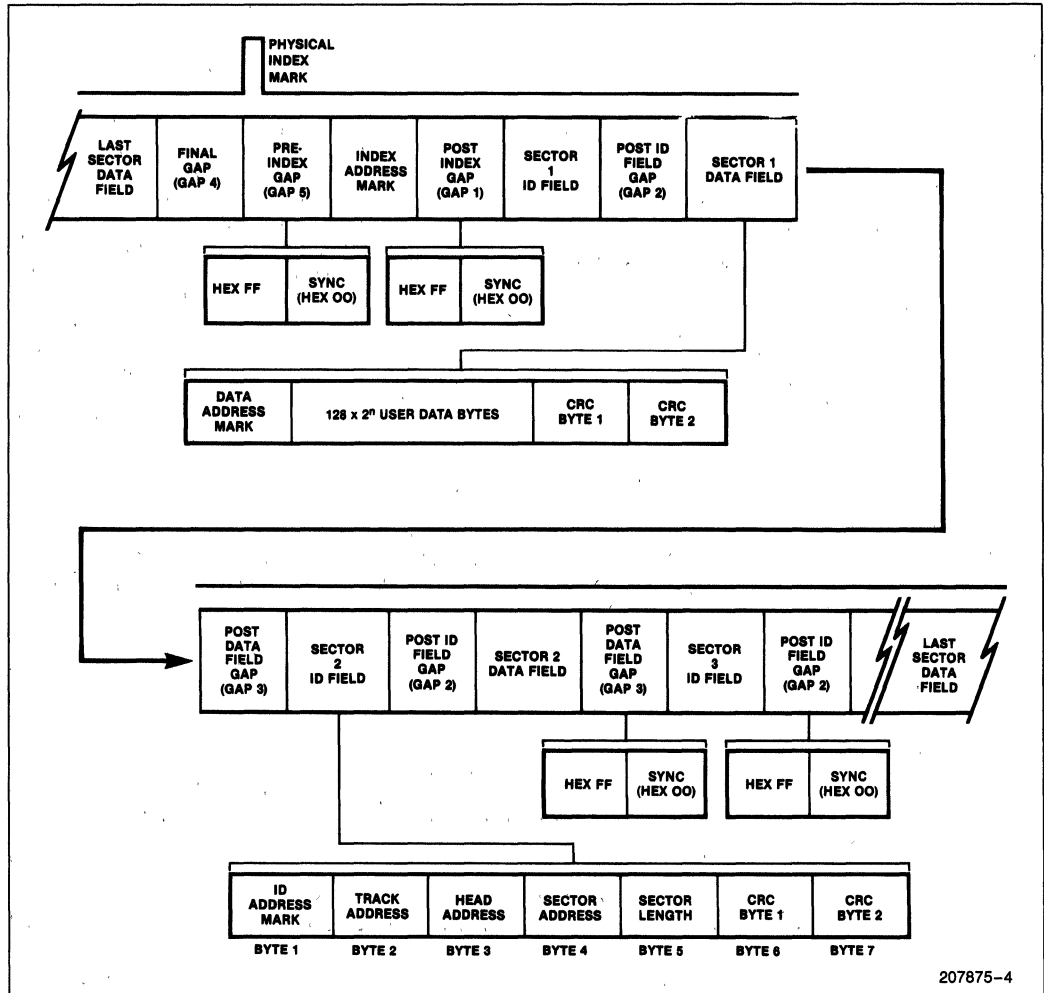 PHYSICAL
INDEX
MARK
LAST
SECTOR
DATA
FIELD
FINAL
GAP
(GAP 4)
PRE-
INDEX
GAP
(GAP 5)
INDEX
ADDRESS
MARK
POST
INDEX
GAP
(GAP 1)
SECTOR
1
ID FIELD
POST ID
FIELD
GAP
(GAP 2)
SECTOR 1
DATA FIELD
HEX FF
SYNC
(HEX OO)
HEX FF
SYNC
(HEX OO)
DATA
ADDRESS
MARK
128 x 2ⁿ USER DATA BYTES
CRC
BYTE 1
CRC
BYTE 2
POST
DATA
FIELD
GAP
(GAP 3)
SECTOR
2
ID FIELD
POST ID
FIELD
GAP
(GAP 2)
SECTOR 2
DATA FIELD
POST
DATA
FIELD
GAP
(GAP 3)
SECTOR
3
ID FIELD
POST ID
FIELD
GAP
(GAP 2)
LAST
SECTOR
DATA
FIELD
HEX FF
SYNC
(HEX OO)
HEX FF
SYNC
(HEX OO)
ID
ADDRESS
MARK
TRACK
ADDRESS
HEAD
ADDRESS
SECTOR
ADDRESS
SECTOR
LENGTH
CRC
BYTE 1
CRC
BYTE 2
BYTE 1
BYTE 2
BYTE 3
BYTE 4
BYTE 5
BYTE 6
BYTE 7
207875–4